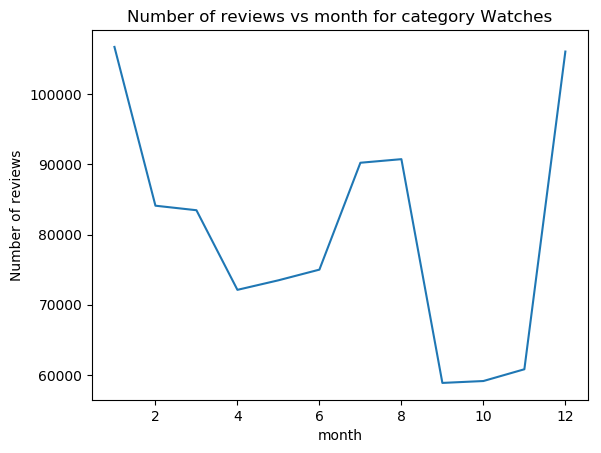 Number of reviews vs month for category Watches
100000
90000
80000
70000
60000
Number of reviews
2 4 6 8 10 12
month